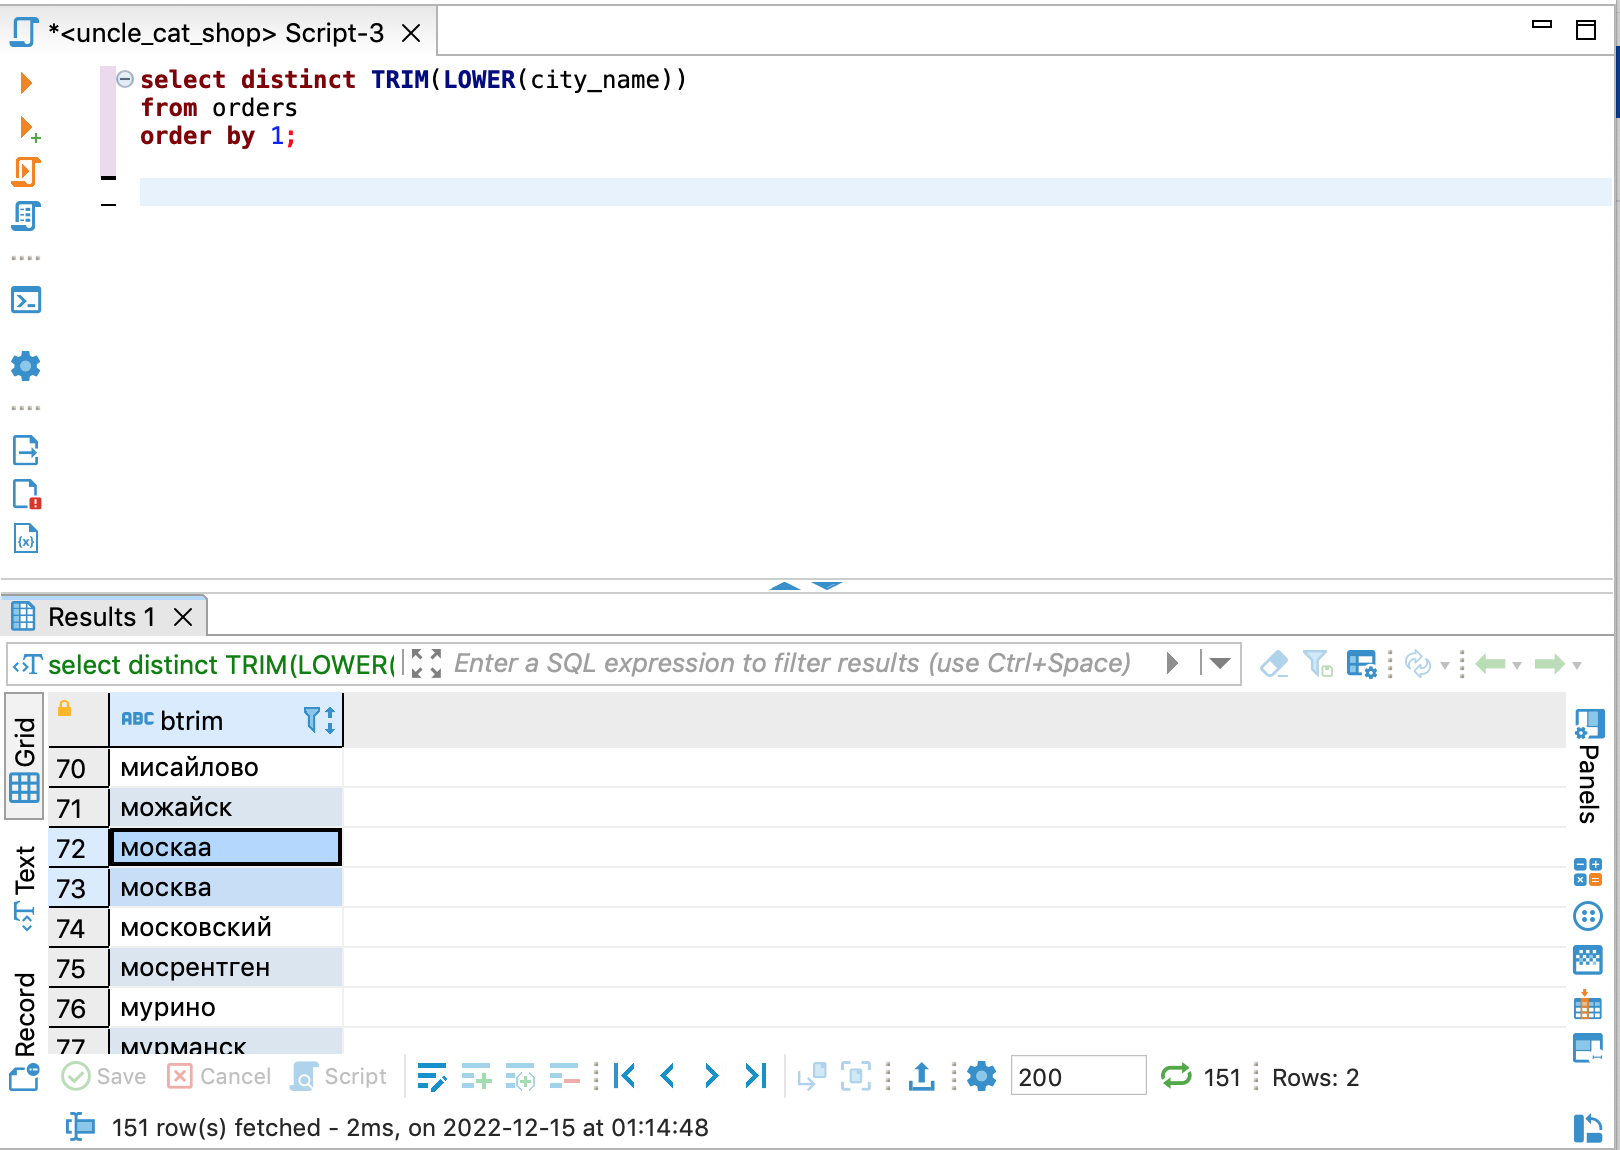 *<uncle_cat_shop> Script-3
select distinct TRIM(LOWER(city_name))
from orders
order by 1;
Results 1
select distinct TRIM(LOWER(
Enter a SQL expression to filter results (use Ctrl+Space)
Grid
Text
Record
ABC btrim
70 мисайлово
71 можайск
72 москаа
73 москва
74 московский
75 мосрентген
76 мурино
77 мурманск
Panels
Save Cancel Script 200 151 Rows: 2
151 row(s) fetched - 2ms, on 2022-12-15 at 01:14:48